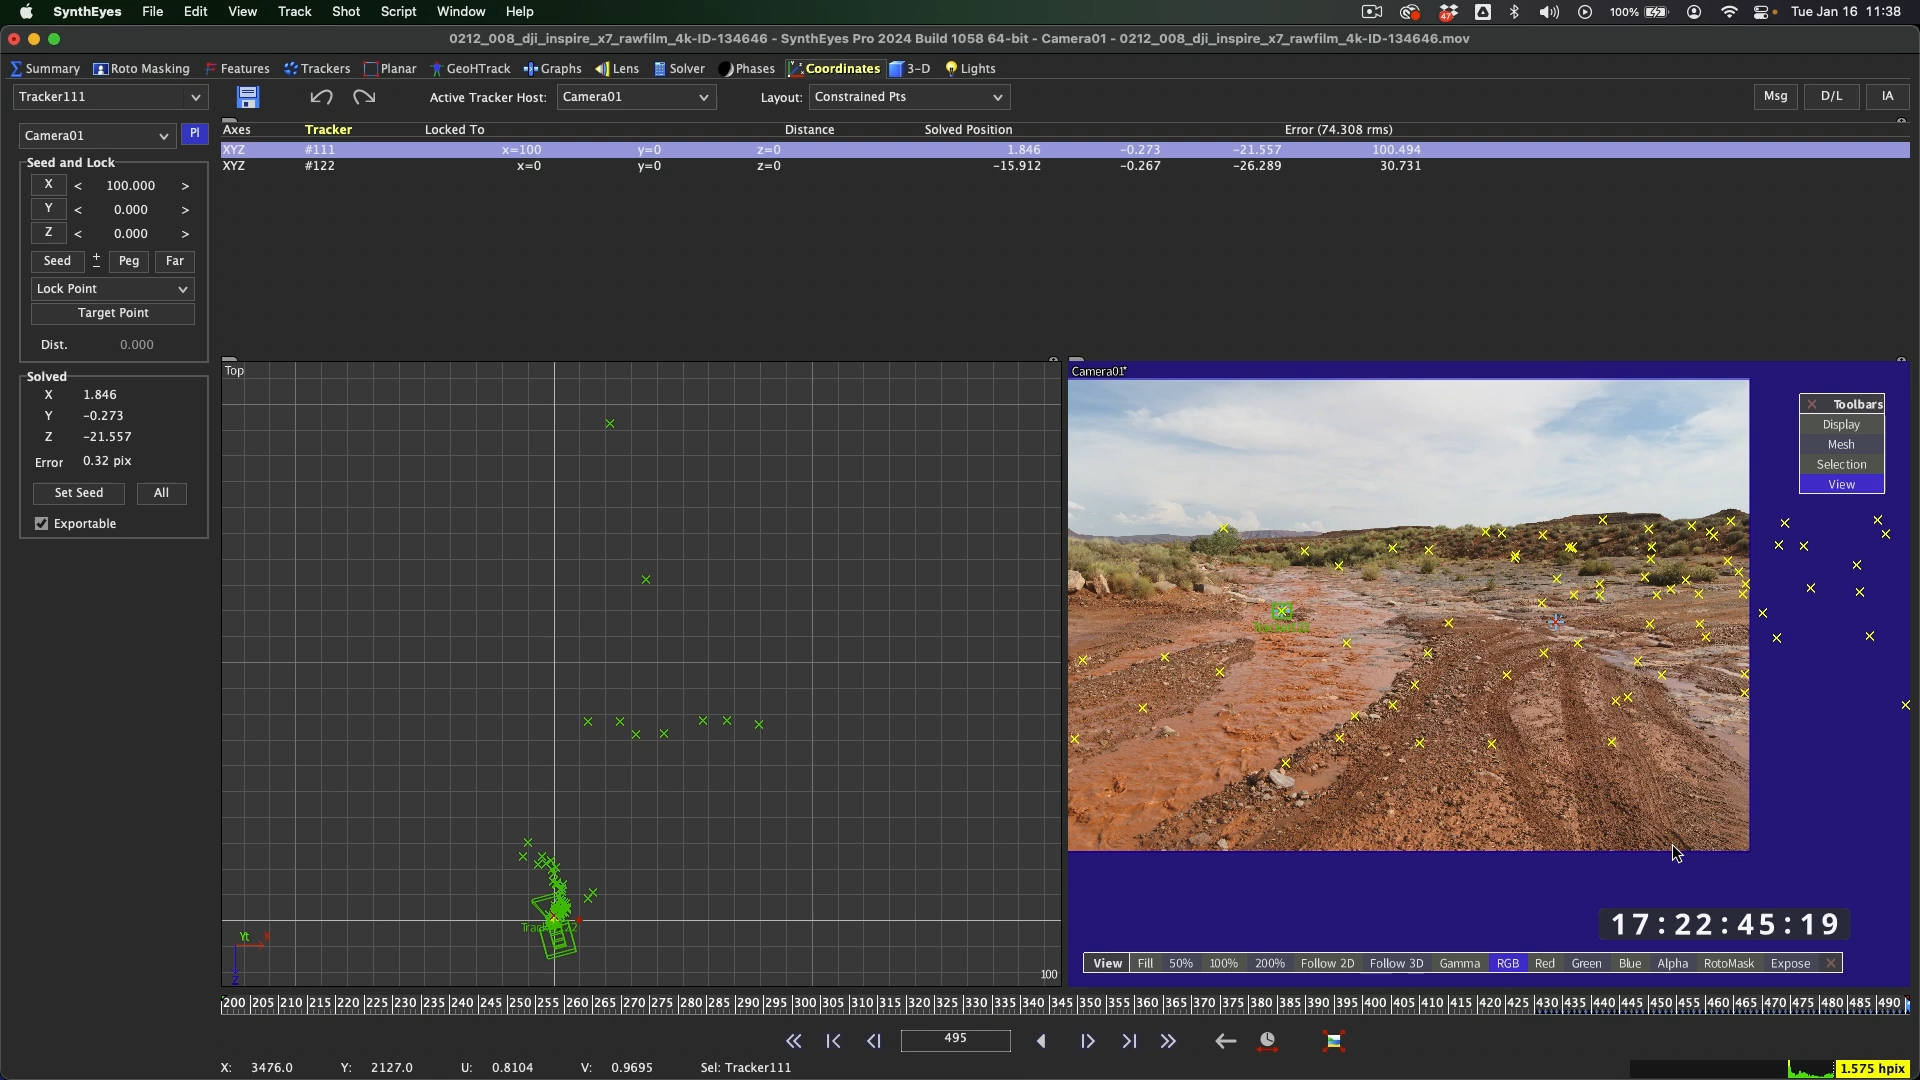 SynthEyes File Edit View Track Shot Script Window Help 47 100% Tue Jan 16 11:38
0212_008_dji_inspire_x7_rawfilm_4k-ID-134646 - SynthEyes Pro 2024 Build 1058 64-bit - Camera01 - 0212_008_dji_inspire_x7_rawfilm_4k-ID-134646.mov
Summary Roto Masking Features Trackers Planar GeoHTrack Graphs Lens Solver Phases Coordinates 3-D Lights
Tracker111 Active Tracker Host: Camera01 Layout: Constrained Pts Msg D/L IA
Camera01 Pl
Axes Tracker Locked To Distance Solved Position Error (74.308 rms)
XYZ #111 x=100 y=0 z=0 1.846 -0.273 -21.557 100.494
XYZ #122 x=0 y=0 z=0 -15.912 -0.267 -26.289 30.731
Seed and Lock
X < 100.000 >
Y < 0.000 >
Z < 0.000 >
Seed + - Peg Far
Lock Point
Target Point
Dist. 0.000
Solved
X 1.846
Y -0.273
Z -21.557
Error 0.32 pix
Set Seed All
Exportable
Top
100
Camera01*
Toolbars
Display
Mesh
Selection
View
17:22:45:19
View Fill 50% 100% 200% Follow 2D Follow 3D Gamma RGB Red Green Blue Alpha RotoMask Expose
200 205 210 215 220 225 230 235 240 245 250 255 260 265 270 275 280 285 290 295 300 305 310 315 320 325 330 335 340 345 350 355 360 365 370 375 380 385 390 395 400 405 410 415 420 425 430 435 440 445 450 455 460 465 470 475 480 485 490
495
X: 3476.0 Y: 2127.0 U: 0.8104 V: 0.9695 Sel: Tracker111 1.575 hpix